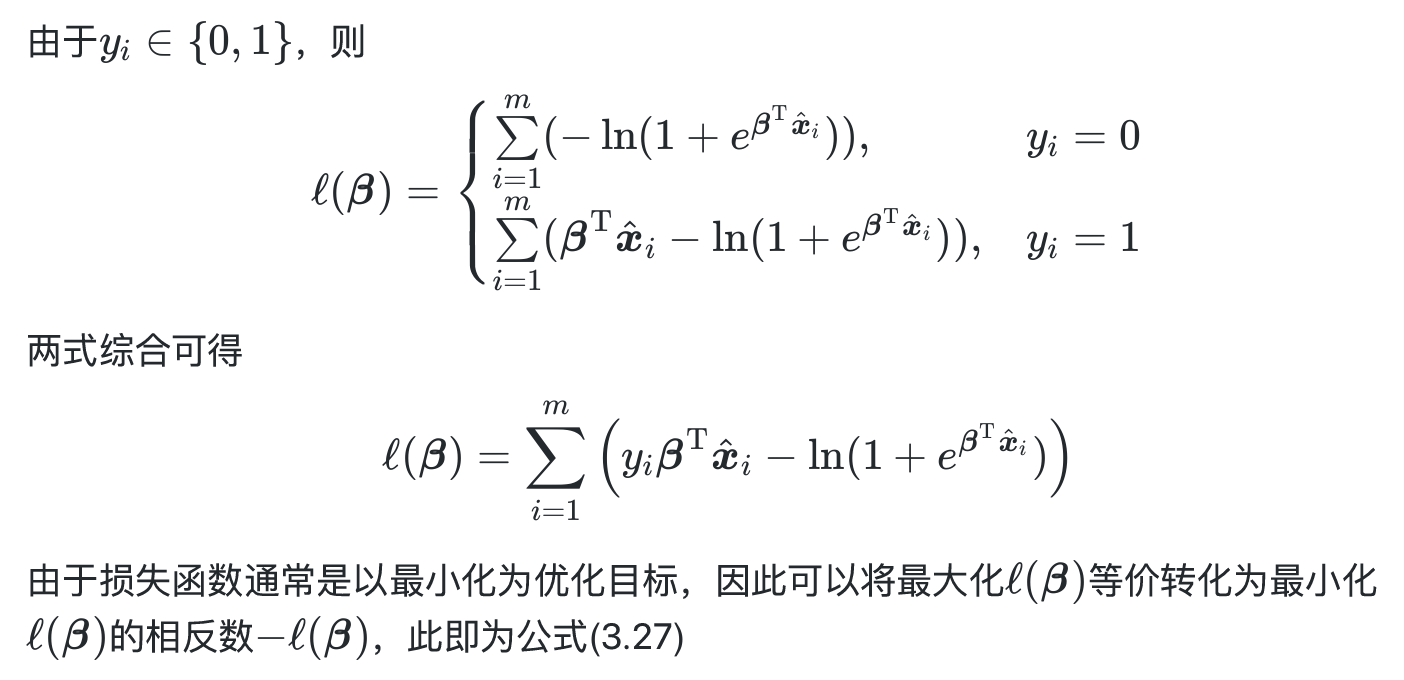 由于$y_i \in \{0, 1\}$，则
$$\ell(\boldsymbol{\beta}) = \begin{cases} \sum_{i=1}^{m}(-\ln(1 + e^{\boldsymbol{\beta}^{\mathrm{T}}\hat{\boldsymbol{x}}_i})), & y_i = 0 \\ \sum_{i=1}^{m}(\boldsymbol{\beta}^{\mathrm{T}}\hat{\boldsymbol{x}}_i - \ln(1 + e^{\boldsymbol{\beta}^{\mathrm{T}}\hat{\boldsymbol{x}}_i})), & y_i = 1 \end{cases}$$
两式综合可得
$$\ell(\boldsymbol{\beta}) = \sum_{i=1}^{m}\left(y_i\boldsymbol{\beta}^{\mathrm{T}}\hat{\boldsymbol{x}}_i - \ln(1 + e^{\boldsymbol{\beta}^{\mathrm{T}}\hat{\boldsymbol{x}}_i})\right)$$
由于损失函数通常是以最小化为优化目标，因此可以将最大化$\ell(\boldsymbol{\beta})$等价转化为最小化
$\ell(\boldsymbol{\beta})$的相反数$-\ell(\boldsymbol{\beta})$，此即为公式(3.27)